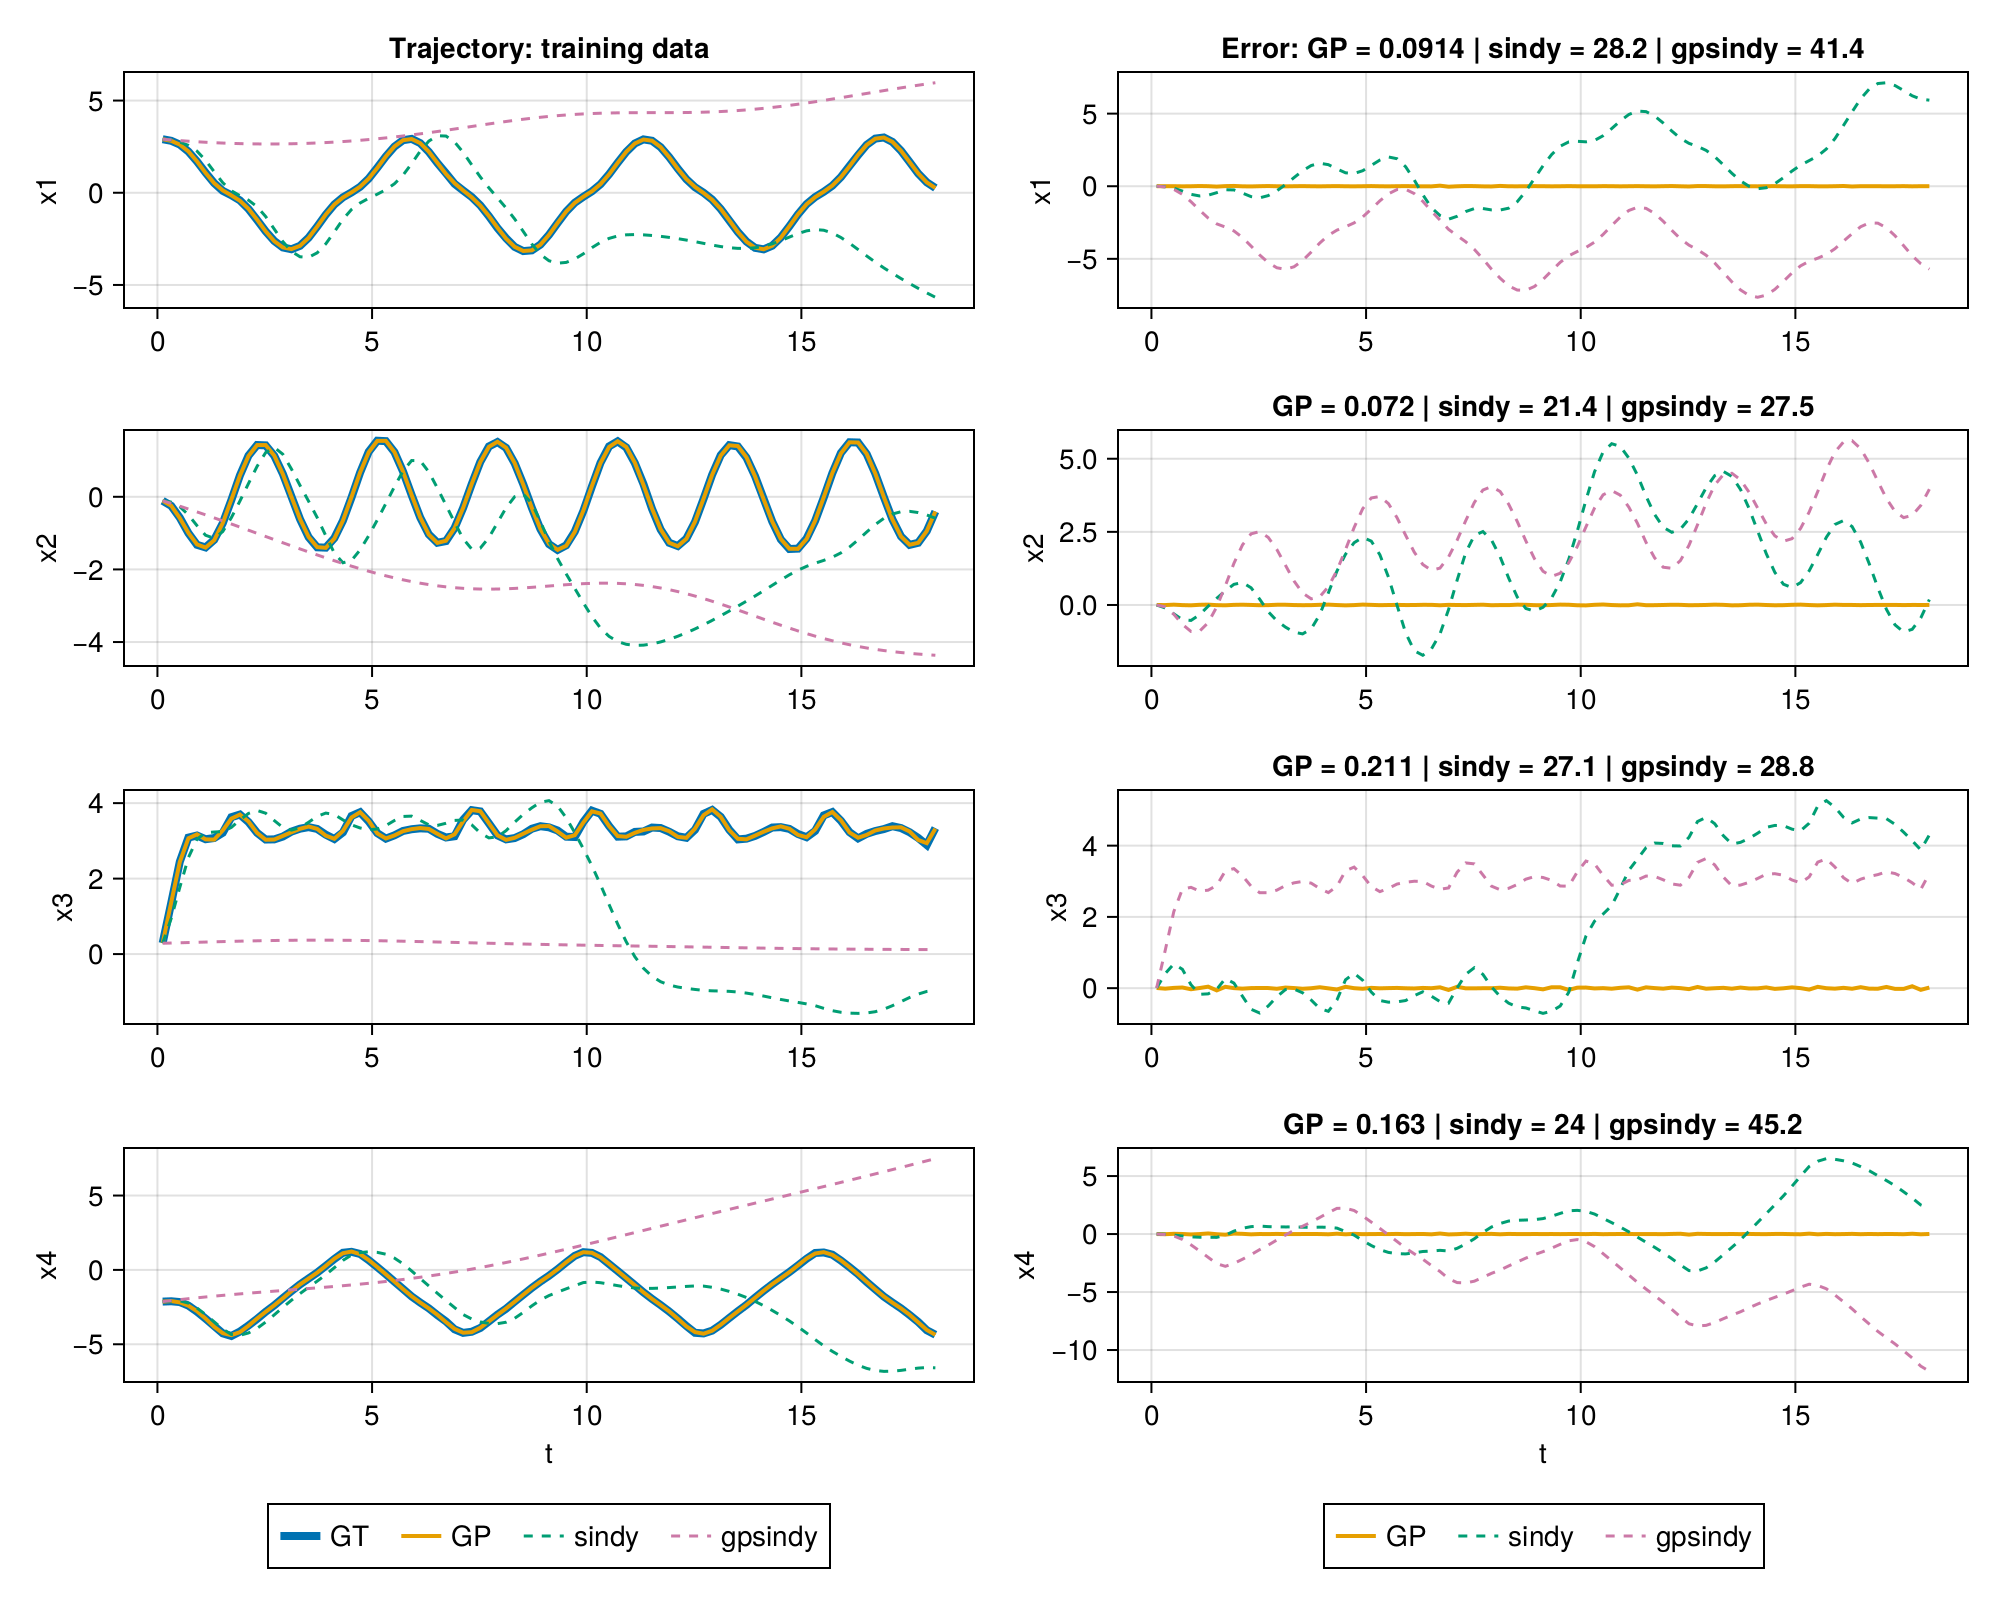 Trajectory: training data
Error: GP = 0.0914 | sindy = 28.2 | gpsindy = 41.4
x1
5
0
−5
0 5 10 15
x1
5
0
−5
0 5 10 15
GP = 0.072 | sindy = 21.4 | gpsindy = 27.5
x2
0
−2
−4
0 5 10 15
x2
5.0
2.5
0.0
0 5 10 15
GP = 0.211 | sindy = 27.1 | gpsindy = 28.8
x3
4
2
0
0 5 10 15
x3
4
2
0
0 5 10 15
GP = 0.163 | sindy = 24 | gpsindy = 45.2
x4
5
0
−5
0 5 10 15
t
x4
5
0
−5
−10
0 5 10 15
t
GT GP sindy gpsindy
GP sindy gpsindy